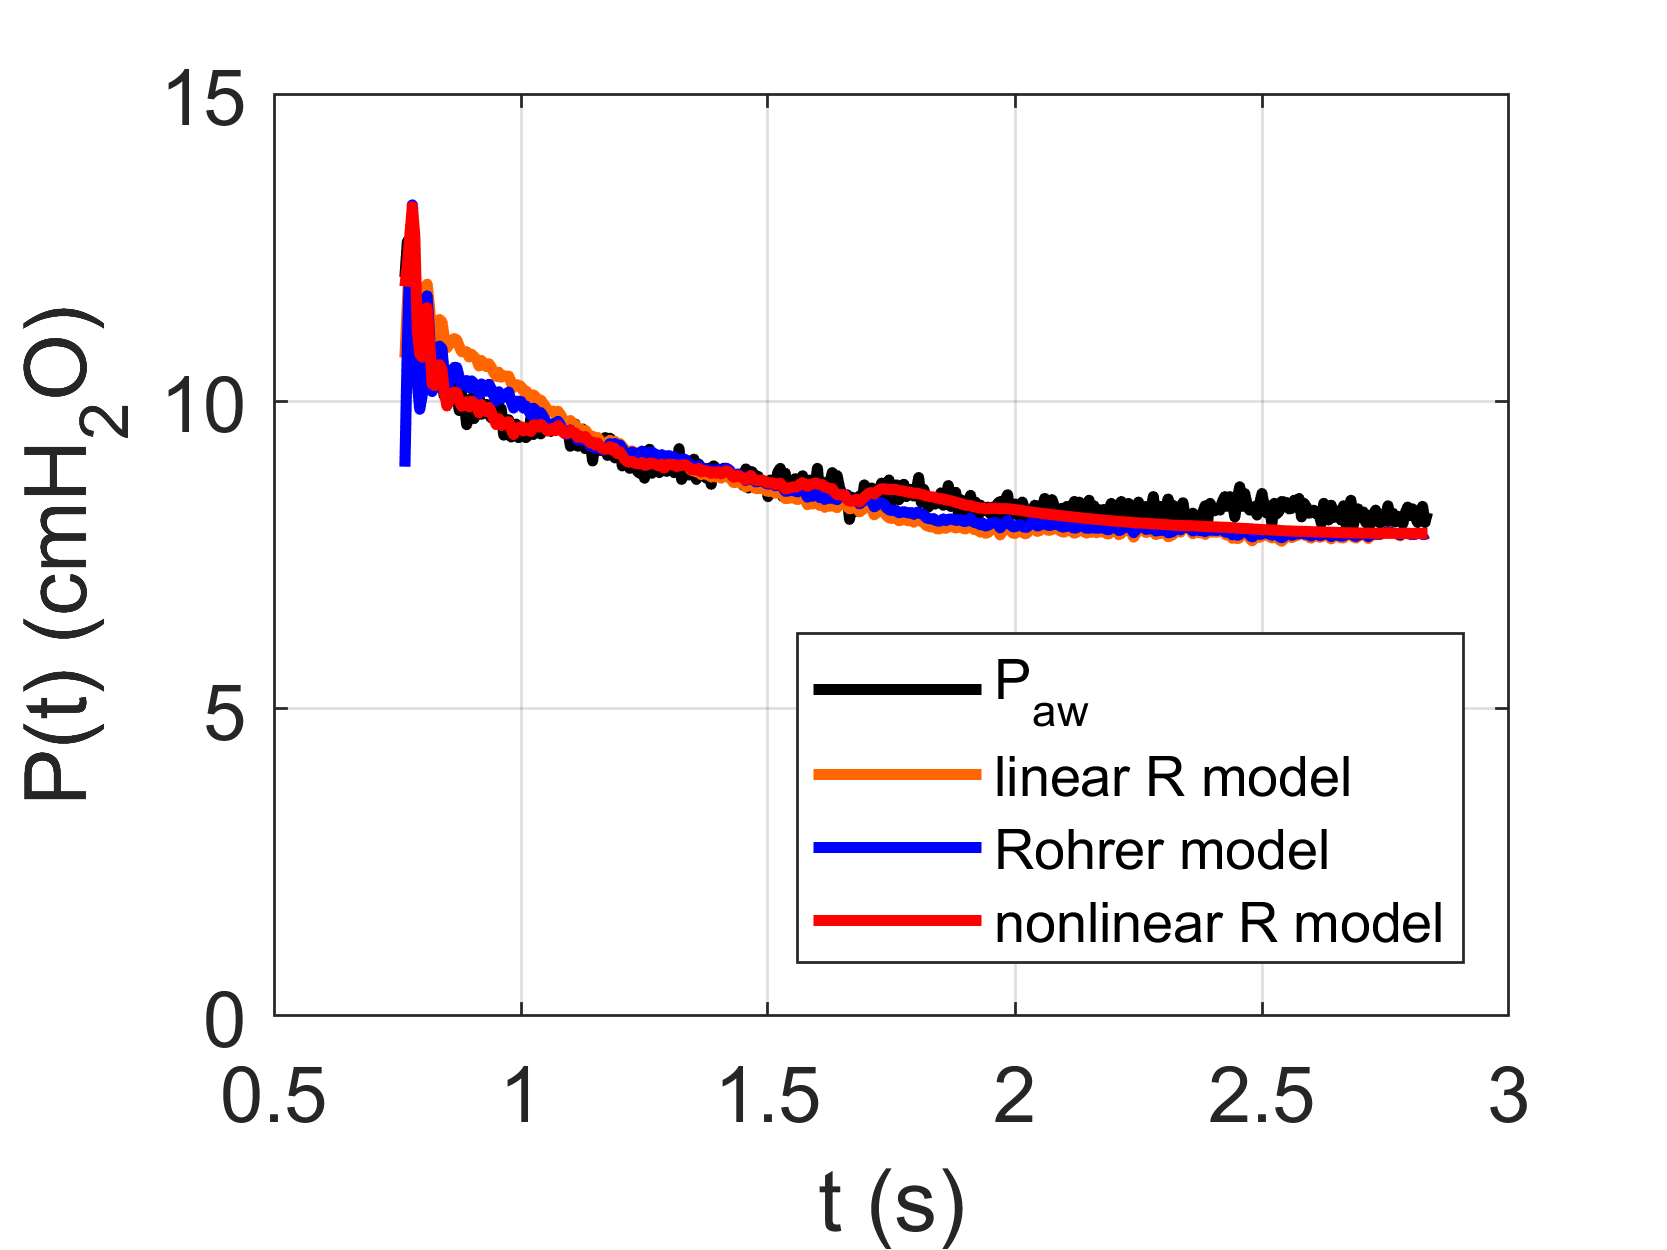 15
10
5
0
0.5 1 1.5 2 2.5 3
P(t) (cmH2O)
t (s)
Paw
linear R model
Rohrer model
nonlinear R model